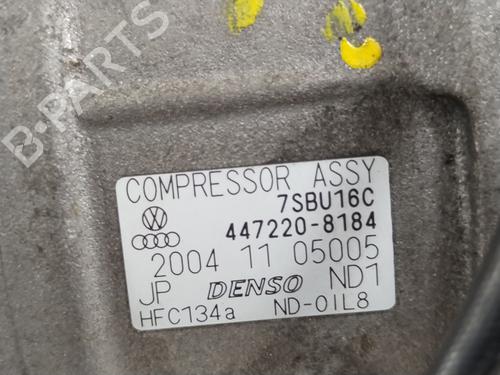 B-PARTS
COMPRESSOR ASSY
7SBU16C
447220-8184
2004 11 05005
JP DENSO ND1
HFC134a ND-OIL8